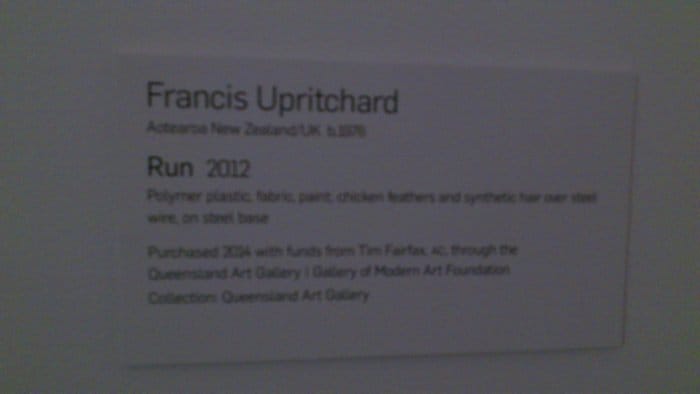 Francis Upritchard
Aotearoa New Zealand/UK b.1976
Run 2012
Polymer plastic, fabric, paint, chicken feathers and synthetic hair over steel
wire, on steel base
Purchased 2014 with funds from Tim Fairfax, AC, through the
Queensland Art Gallery | Gallery of Modern Art Foundation
Collection: Queensland Art Gallery